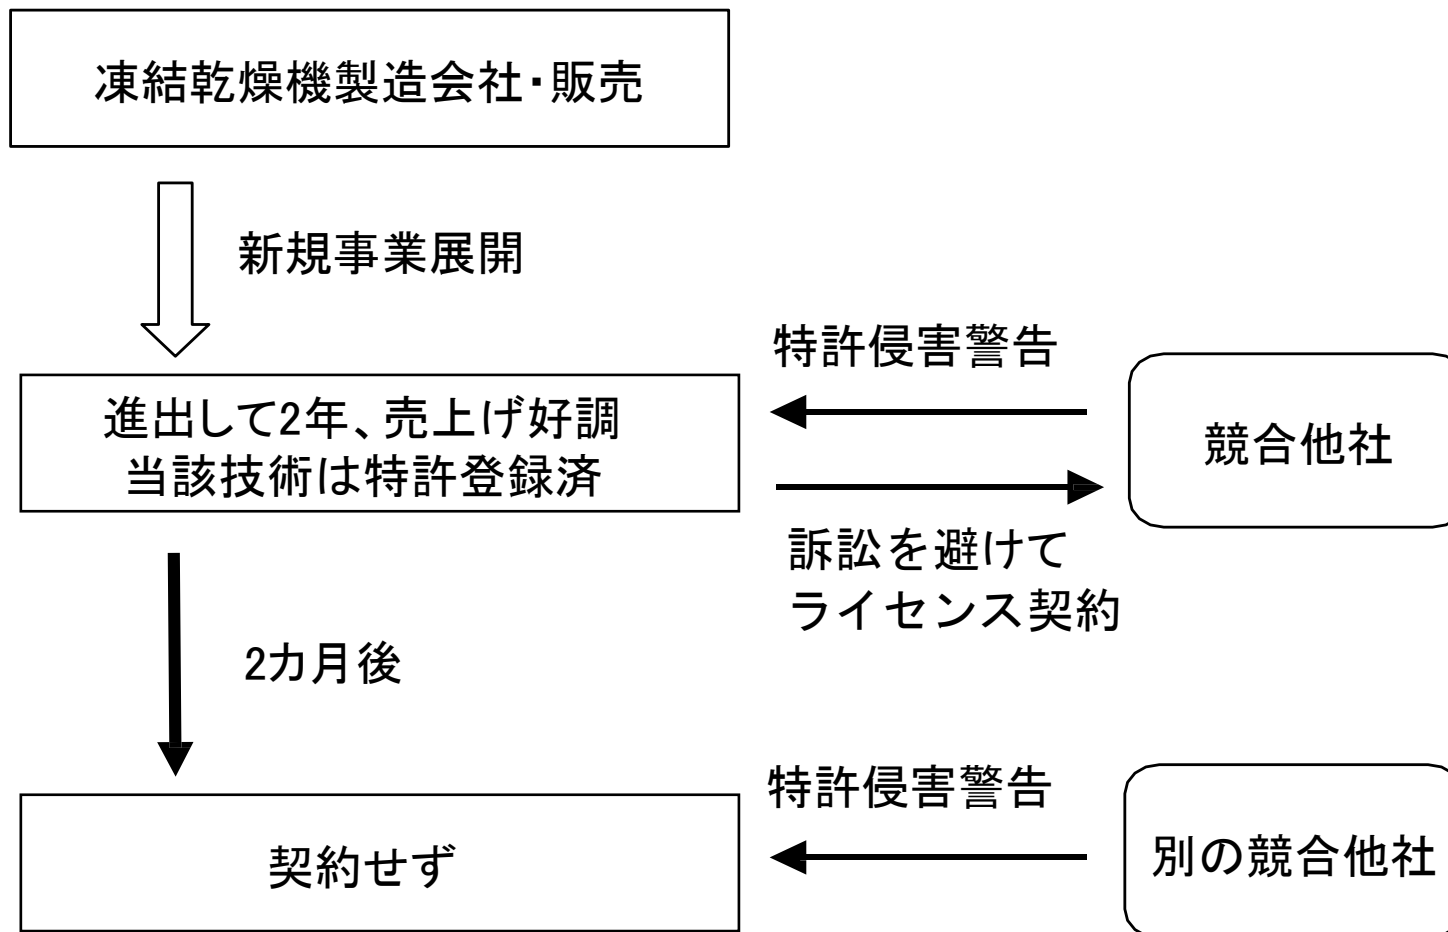 凍結乾燥機製造会社・販売
新規事業展開
特許侵害警告
進出して2年、売上げ好調
当該技術は特許登録済
競合他社
訴訟を避けて
ライセンス契約
2カ月後
特許侵害警告
契約せず
別の競合他社